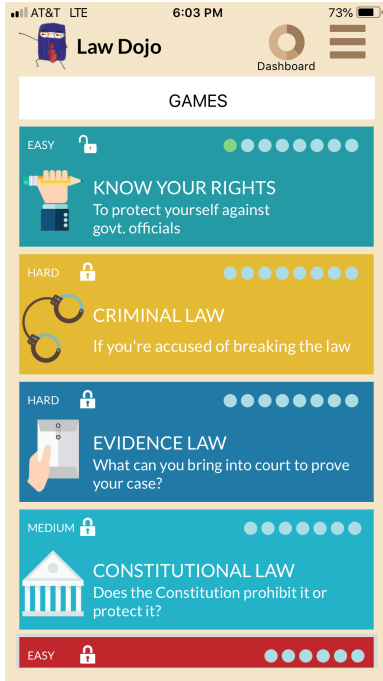 AT&T LTE 6:03 PM 73%
Law Dojo
Dashboard
GAMES
EASY
KNOW YOUR RIGHTS
To protect yourself against
govt. officials
HARD
CRIMINAL LAW
If you're accused of breaking the law
HARD
EVIDENCE LAW
What can you bring into court to prove
your case?
MEDIUM
CONSTITUTIONAL LAW
Does the Constitution prohibit it or
protect it?
EASY